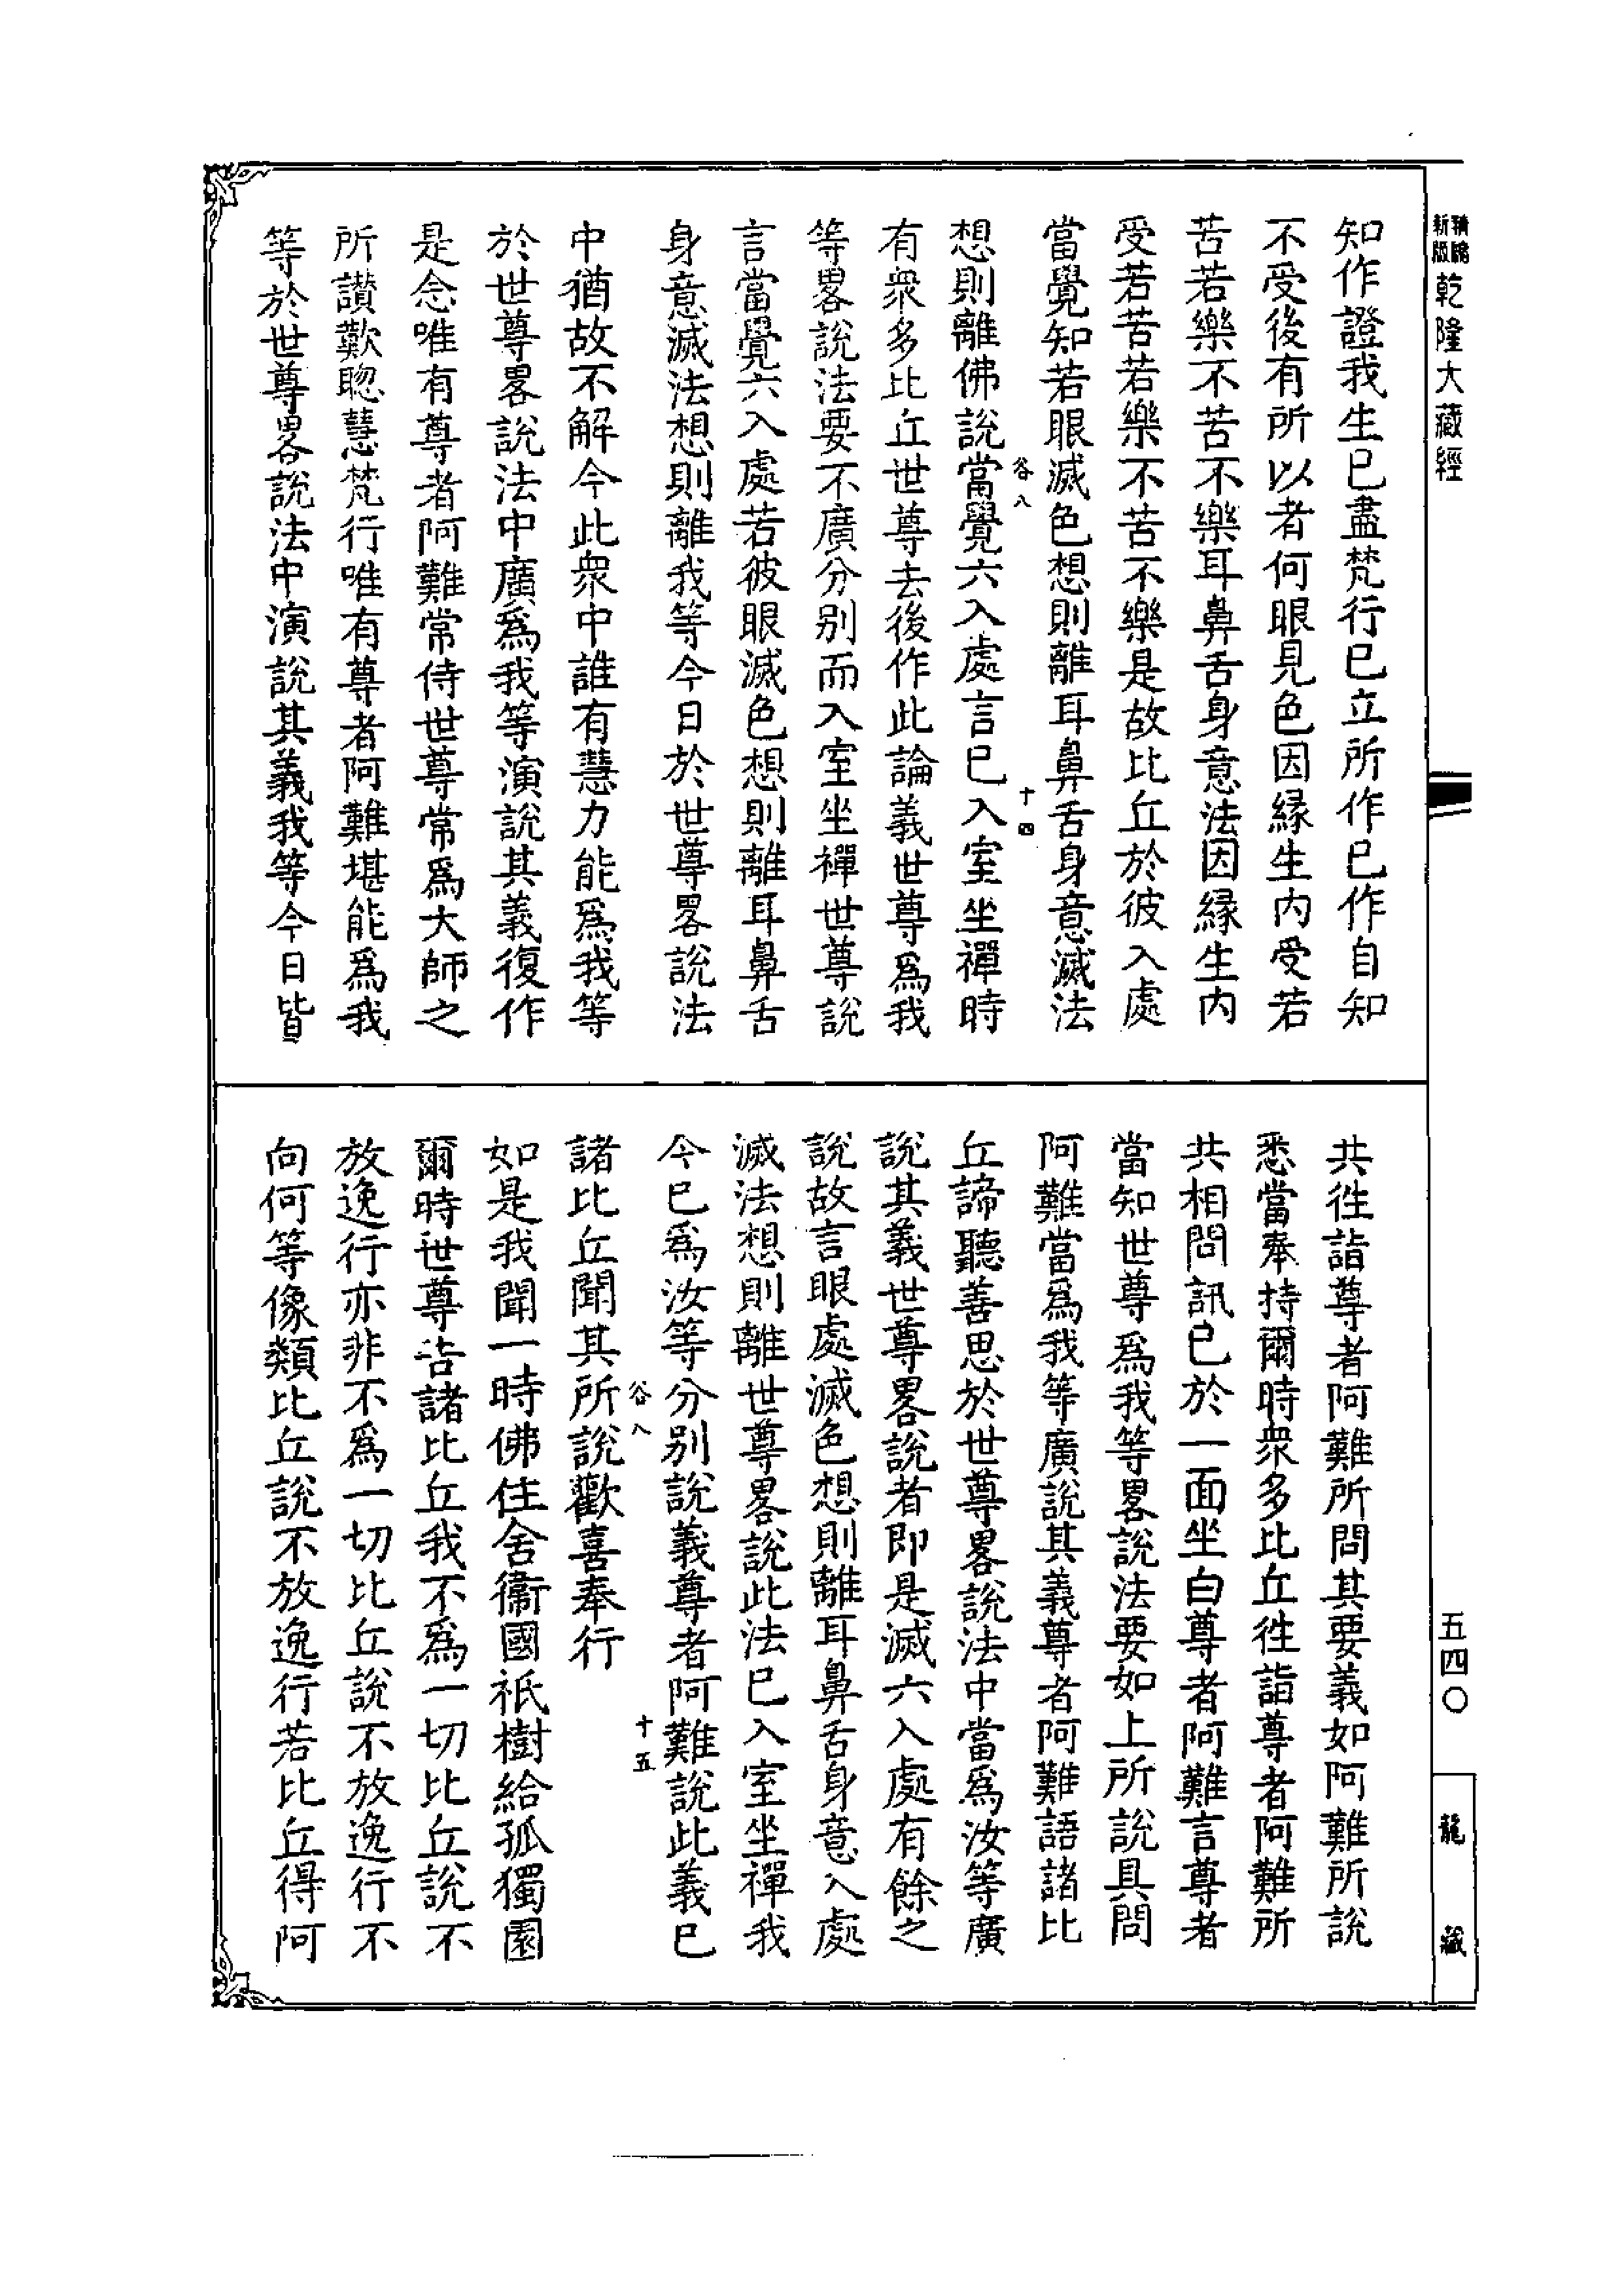 精縮
新版
乾隆大藏經
知作證我生已盡梵行已立所作已作自知
不受後有所以者何眼見色因縁生内受若
苦若樂不苦不樂耳鼻舌身意法因縁生内
受若苦若樂不苦不樂是故比丘於彼入處
當覺知若眼滅色想則離耳鼻舌身意滅法
谷八
十四
想則離佛說當覺六入處言已入室坐禪時
有衆多比丘世尊去後作此論義世尊爲我
等畧說法要不廣分别而入室坐禪世尊說
言當覺六入處若彼眼滅色想則離耳鼻舌
身意滅法想則離我等今日於世尊畧說法
中猶故不解今此衆中誰有慧力能爲我等
於世尊畧說法中廣爲我等演說其義復作
是念唯有尊者阿難常侍世尊常爲大師之
所讚歎聰慧梵行唯有尊者阿難堪能爲我
等於世尊畧說法中演說其義我等今日皆
共徃詣尊者阿難所問其要義如阿難所說
悉當奉持爾時衆多比丘徃詣尊者阿難所
共相問訊已於一面坐白尊者阿難言尊者
當知世尊爲我等畧說法要如上所說具問
阿難當爲我等廣說其義尊者阿難語諸比
丘諦聽善思於世尊畧說法中當爲汝等廣
說其義世尊畧說者即是滅六入處有餘之
說故言眼處滅色想則離耳鼻舌身意入處
滅法想則離世尊畧說此法已入室坐禪我
今已爲汝等分别說義尊者阿難說此義已
谷八
十五
諸比丘聞其所說歡喜奉行
如是我聞一時佛住舍衞國祇樹給孤獨園
爾時世尊告諸比丘我不爲一切比丘說不
放逸行亦非不爲一切比丘說不放逸行不
向何等像類比丘說不放逸行若比丘得阿
五四〇
龍藏